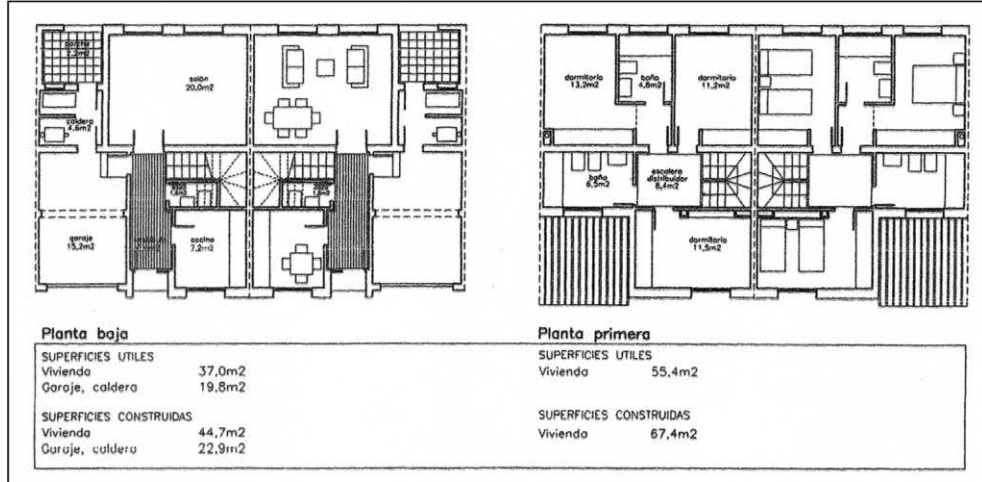 porche
2,2m2
salón
20,0m2
caldera
4,6m2
garaje
15,2m2
cocina
7,2m2
dormitorio
13,2m2
baño
4,8m2
dormitorio
11,2m2
baño
6,5m2
escalera
distribuidor
8,4m2
dormitorio
11,5m2
Planta baja
SUPERFICIES UTILES
Vivienda 37,0m2
Garaje, caldera 19,8m2
SUPERFICIES CONSTRUIDAS
Vivienda 44,7m2
Garaje, caldera 22,9m2
Planta primera
SUPERFICIES UTILES
Vivienda 55,4m2
SUPERFICIES CONSTRUIDAS
Vivienda 67,4m2